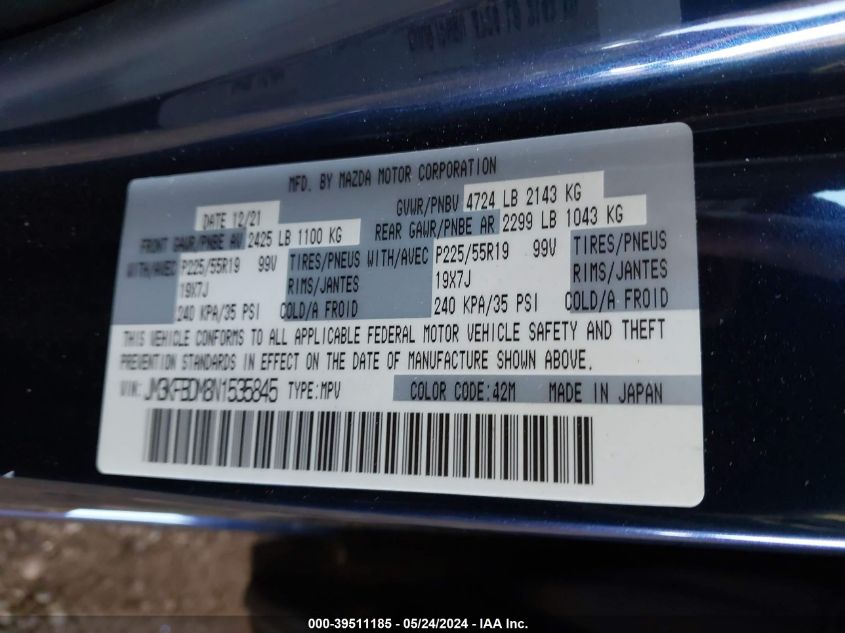 MFD. BY MAZDA MOTOR CORPORATION
DATE 12/21 GVWR/PNBV 4724 LB 2143 KG
FRONT GAWR/PNBE AV 2425 LB 1100 KG REAR GAWR/PNBE AR 2299 LB 1043 KG
WITH/AVEC P225/55R19 99V TIRES/PNEUS WITH/AVEC P225/55R19 99V TIRES/PNEUS
19X7J RIMS/JANTES 19X7J RIMS/JANTES
240 KPA/35 PSI COLD/A FROID 240 KPA/35 PSI COLD/A FROID
THIS VEHICLE CONFORMS TO ALL APPLICABLE FEDERAL MOTOR VEHICLE SAFETY AND THEFT
PREVENTION STANDARDS IN EFFECT ON THE DATE OF MANUFACTURE SHOWN ABOVE.
VIN: JM3KFBDM8N1535845 TYPE:MPV COLOR CODE:42M MADE IN JAPAN
000-39511185 - 05/24/2024 - IAA Inc.